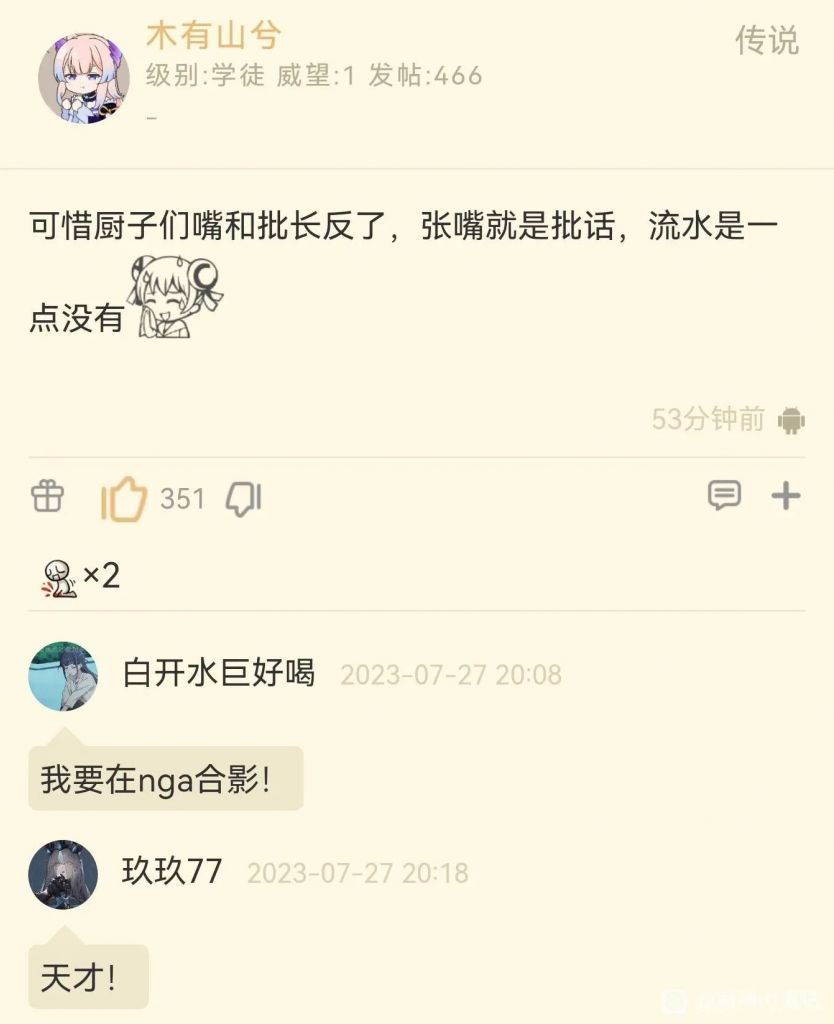 木有山兮
传说
级别:学徒 威望:1 发帖:466
-
可惜厨子们嘴和批长反了，张嘴就是批话，流水是一
点没有
53分钟前
351
×2
白开水巨好喝 2023-07-27 20:08
我要在nga合影！
玖玖77 2023-07-27 20:18
天才！